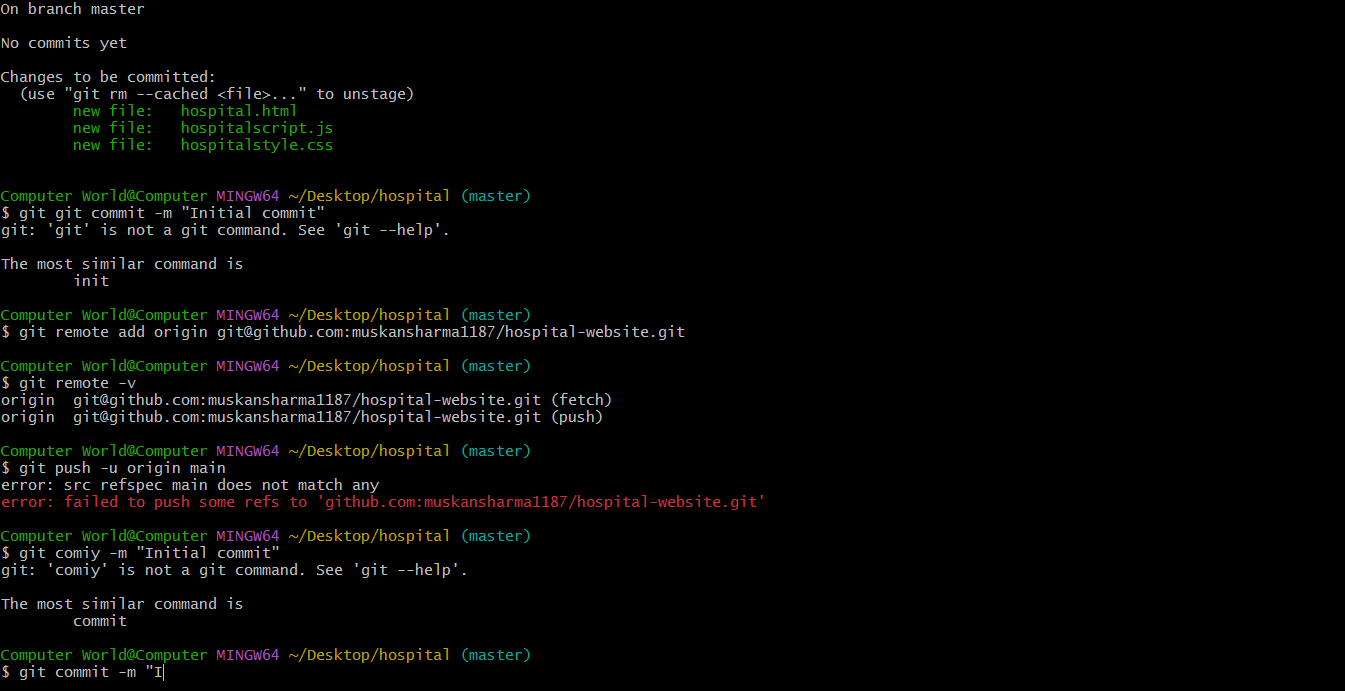 On branch master
No commits yet
Changes to be committed:
  (use "git rm --cached <file>..." to unstage)
        new file:   hospital.html
        new file:   hospitalscript.js
        new file:   hospitalstyle.css
Computer World@Computer MINGW64 ~/Desktop/hospital (master)
$ git git commit -m "Initial commit"
git: 'git' is not a git command. See 'git --help'.
The most similar command is
        init
Computer World@Computer MINGW64 ~/Desktop/hospital (master)
$ git remote add origin git@github.com:muskansharma1187/hospital-website.git
Computer World@Computer MINGW64 ~/Desktop/hospital (master)
$ git remote -v
origin  git@github.com:muskansharma1187/hospital-website.git (fetch)
origin  git@github.com:muskansharma1187/hospital-website.git (push)
Computer World@Computer MINGW64 ~/Desktop/hospital (master)
$ git push -u origin main
error: src refspec main does not match any
error: failed to push some refs to 'github.com:muskansharma1187/hospital-website.git'
Computer World@Computer MINGW64 ~/Desktop/hospital (master)
$ git comiy -m "Initial commit"
git: 'comiy' is not a git command. See 'git --help'.
The most similar command is
        commit
Computer World@Computer MINGW64 ~/Desktop/hospital (master)
$ git commit -m "I